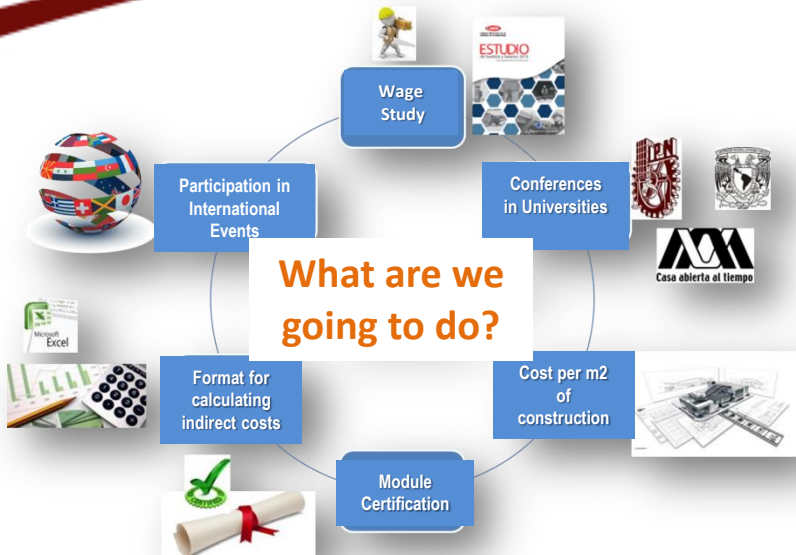 ESTUDIO
Wage
Study
Conferences
in Universities
IPN
Casa abierta al tiempo
Participation in
International
Events
What are we
going to do?
Microsoft
Excel
Format for
calculating
indirect costs
Cost per m2
of
construction
Module
Certification